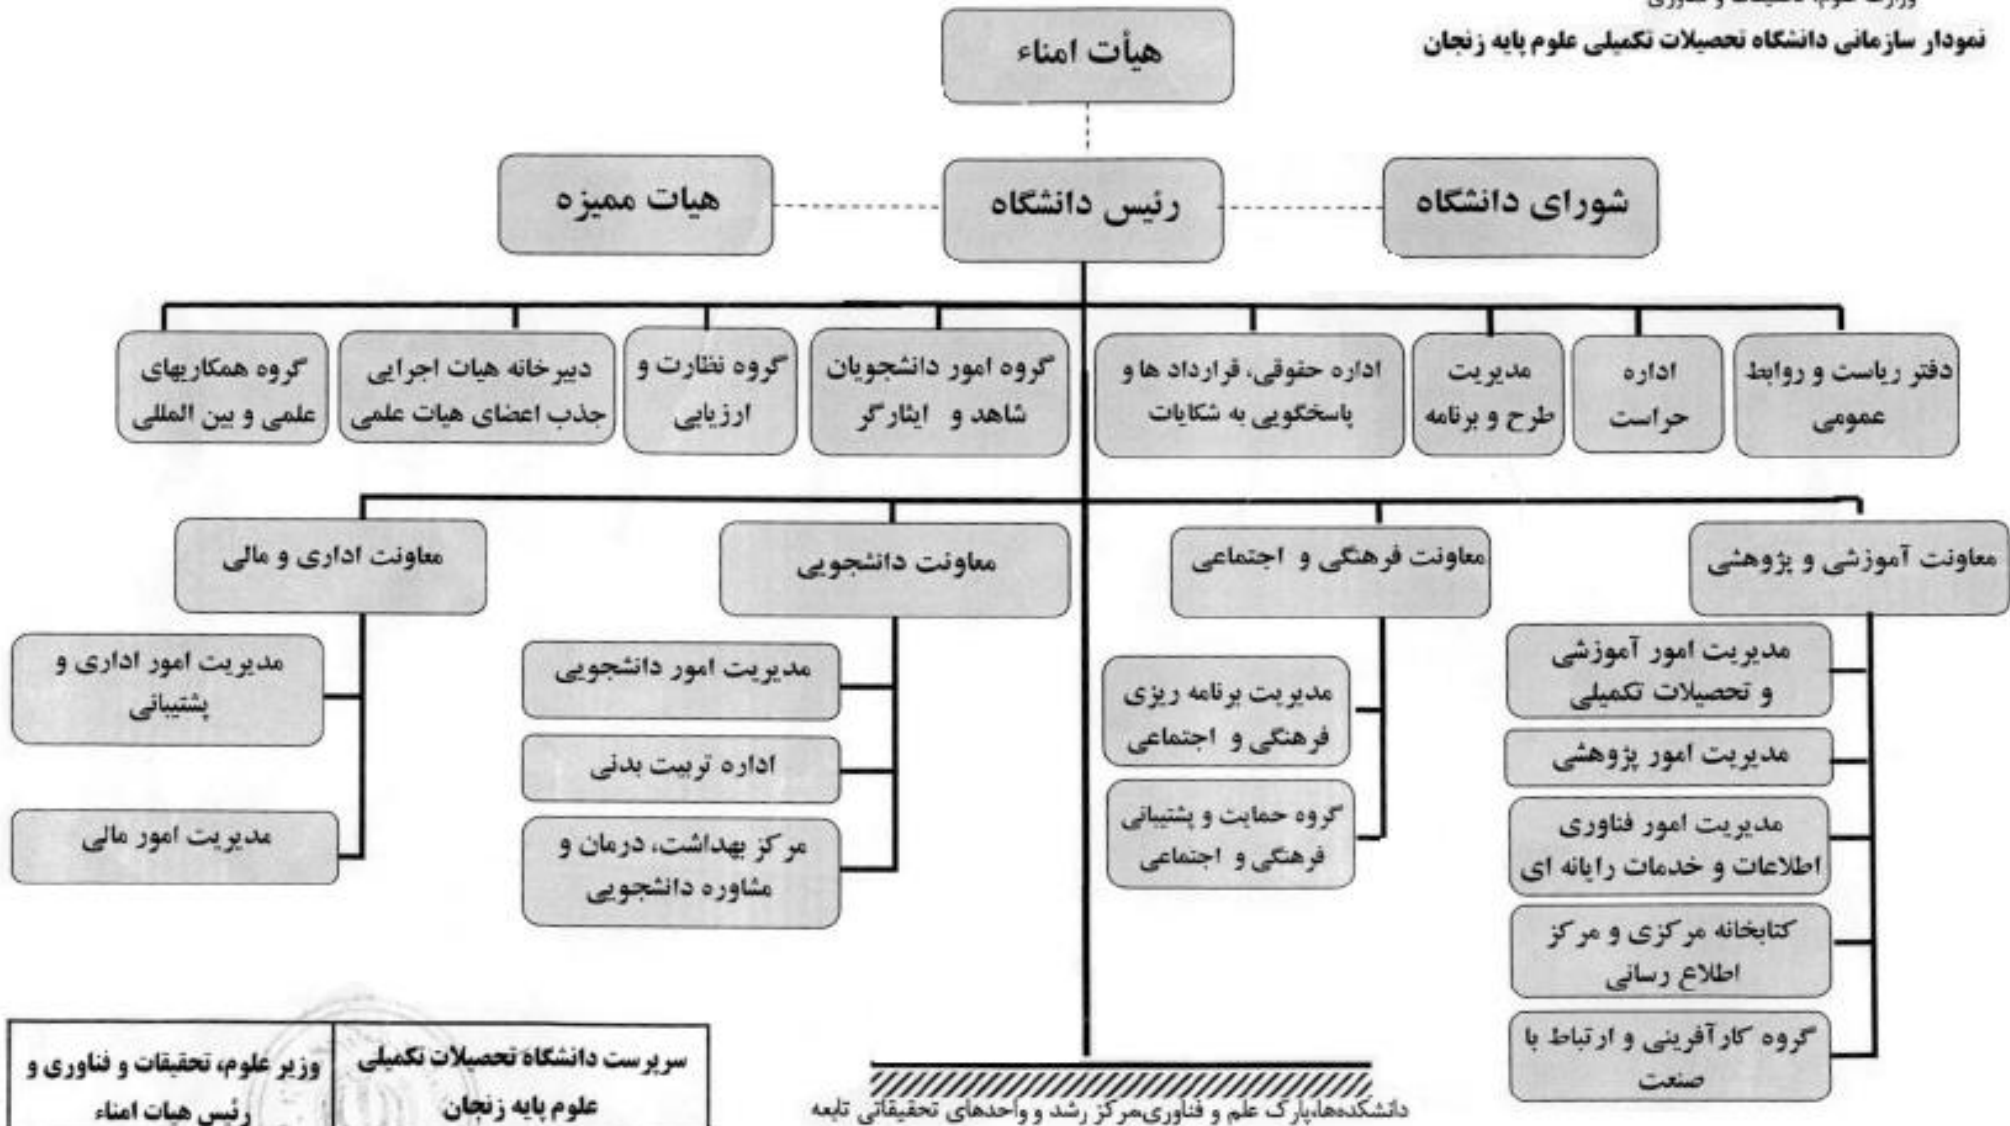 نمودار سازمانی دانشگاه تحصیلات تکمیلی علوم پایه زنجان
هیأت امناء
شورای دانشگاه
رئیس دانشگاه
هیات ممیزه
دفتر ریاست و روابط
عمومی
اداره
حراست
مدیریت
طرح و برنامه
اداره حقوقی، قرارداد ها و
پاسخگویی به شکایات
گروه امور دانشجویان
شاهد و ایثارگر
گروه نظارت و
ارزیابی
دبیرخانه هیات اجرایی
جذب اعضای هیات علمی
گروه همکاریهای
علمی و بین المللی
معاونت آموزشی و پژوهشی
مدیریت امور آموزشی
و تحصیلات تکمیلی
مدیریت امور پژوهشی
مدیریت امور فناوری
اطلاعات و خدمات رایانه ای
کتابخانه مرکزی و مرکز
اطلاع رسانی
گروه کارآفرینی و ارتباط با
صنعت
معاونت فرهنگی و اجتماعی
مدیریت برنامه ریزی
فرهنگی و اجتماعی
گروه حمایت و پشتیبانی
فرهنگی و اجتماعی
معاونت دانشجویی
مدیریت امور دانشجویی
اداره تربیت بدنی
مرکز بهداشت، درمان و
مشاوره دانشجویی
معاونت اداری و مالی
مدیریت امور اداری و
پشتیبانی
مدیریت امور مالی
دانشکده‌ها،پارک علم و فناوری،مرکز رشد و واحدهای تحقیقاتی تابعه
سرپرست دانشگاه تحصیلات تکمیلی
علوم پایه زنجان
وزیر علوم، تحقیقات و فناوری و
رئیس هیات امناء